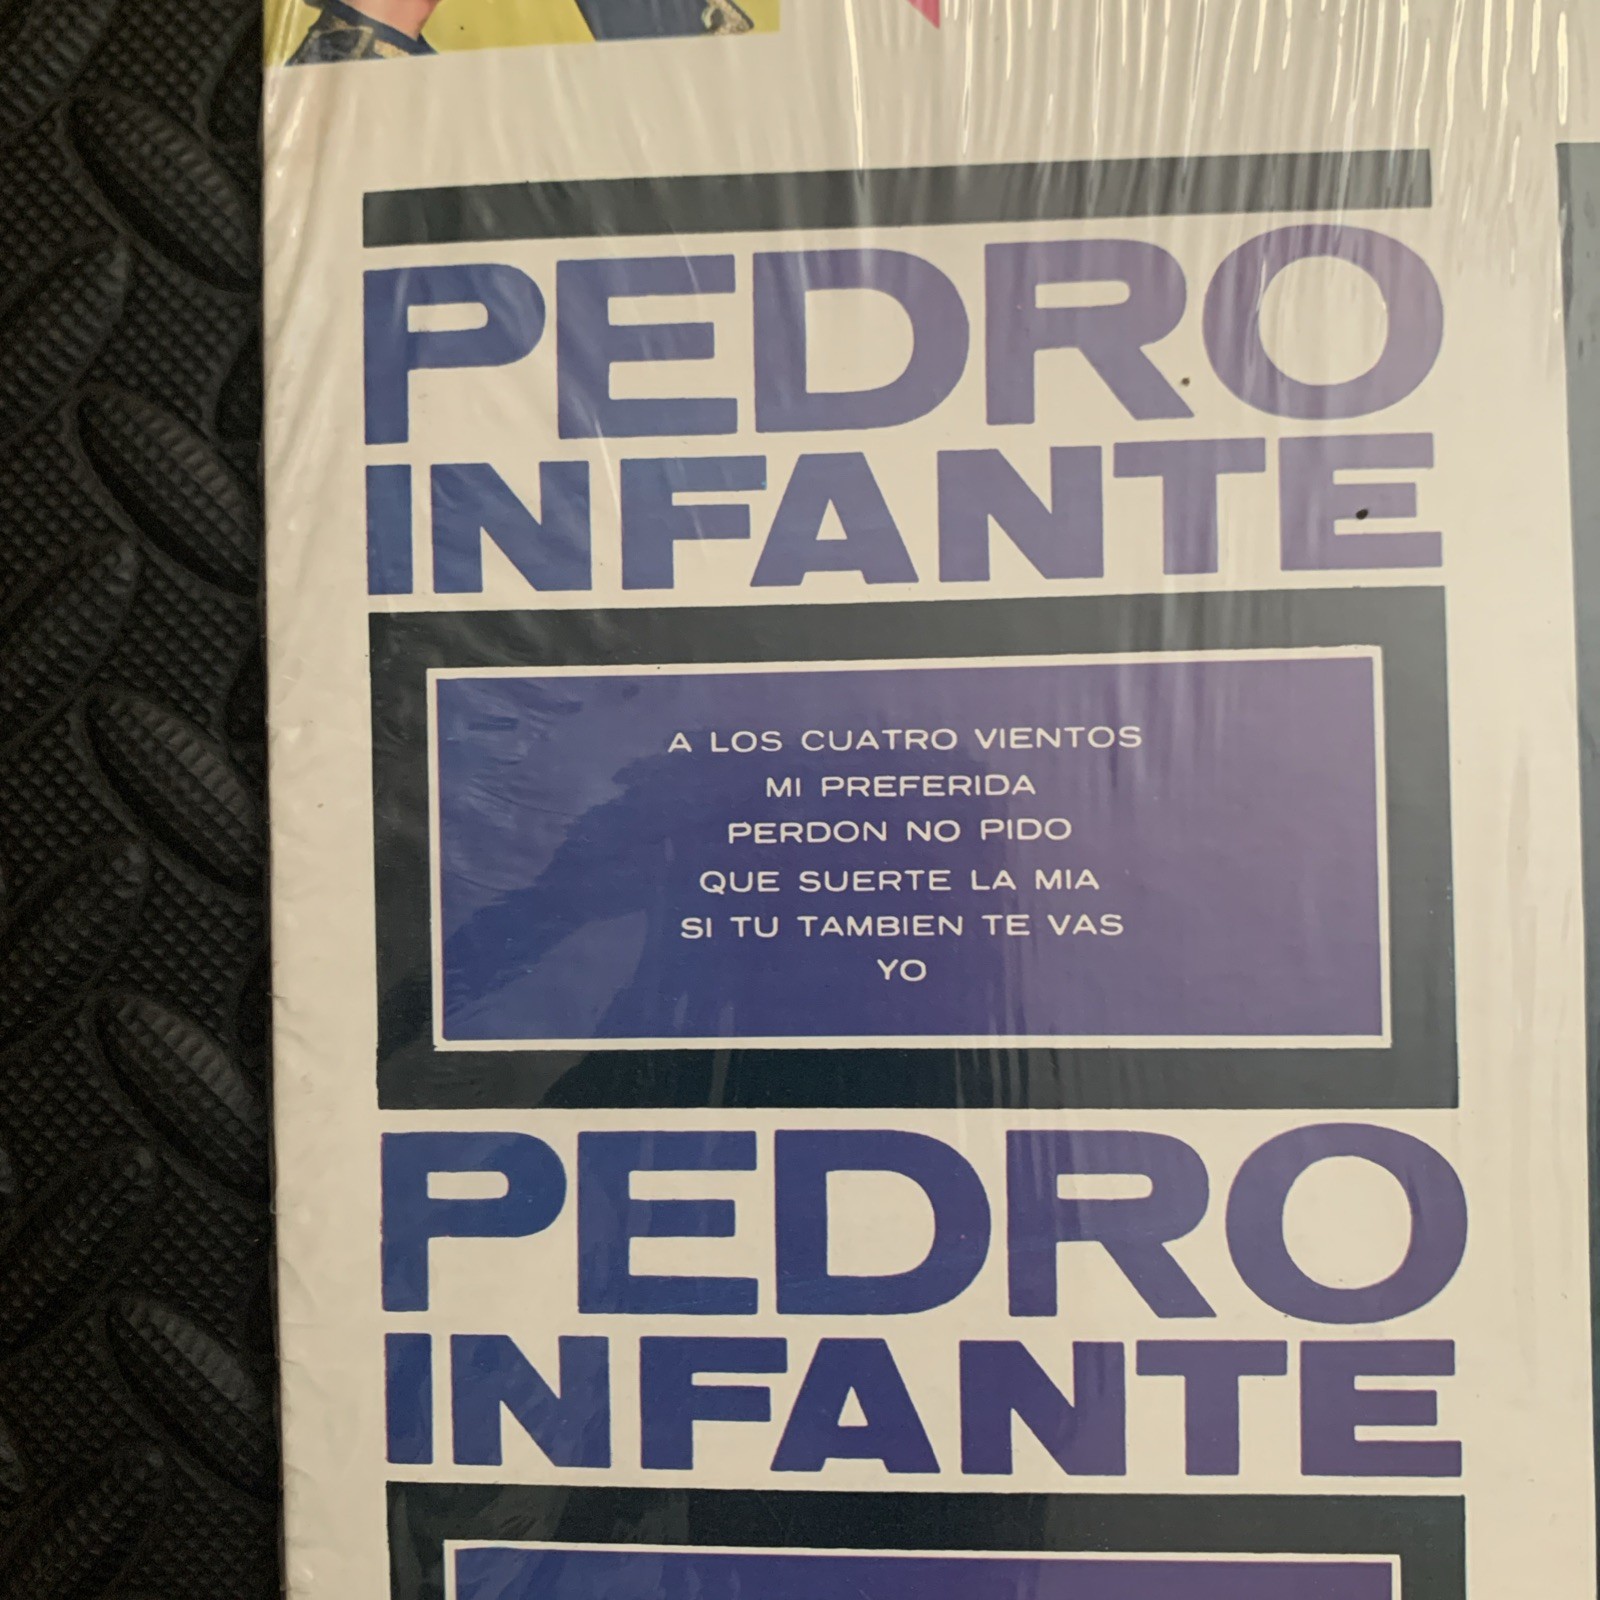 PEDRO
INFANTE
A LOS CUATRO VIENTOS
MI PREFERIDA
PERDON NO PIDO
QUE SUERTE LA MIA
SI TU TAMBIEN TE VAS
YO
PEDRO
INFANTE